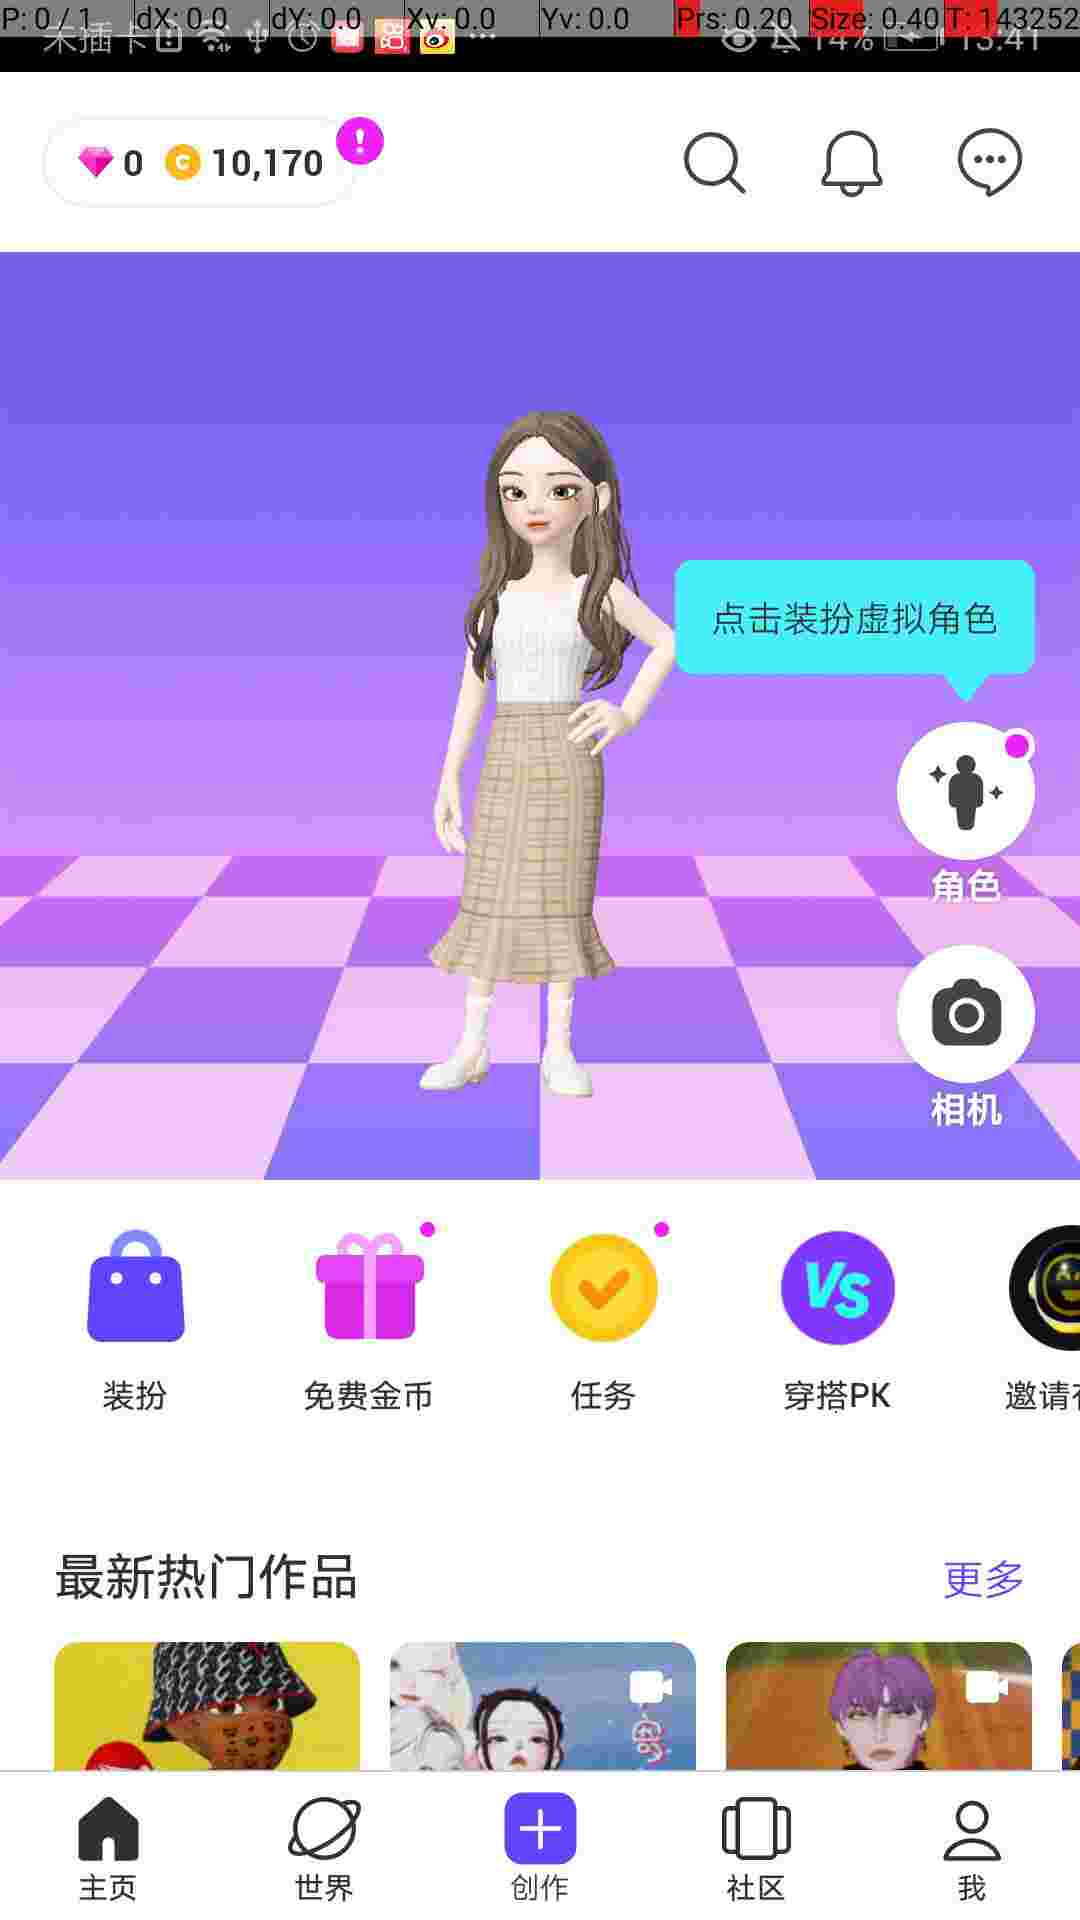 P: 0 / 1 dX: 0.0 dY: 0.0 Xv: 0.0 Yv: 0.0 Prs: 0.20 Size: 0.40 T: 143252
未插卡 14% 13:41
0 10,170
点击装扮虚拟角色
角色
相机
VS
装扮 免费金币 任务 穿搭PK 邀请
最新热门作品 更多
主页 世界 创作 社区 我